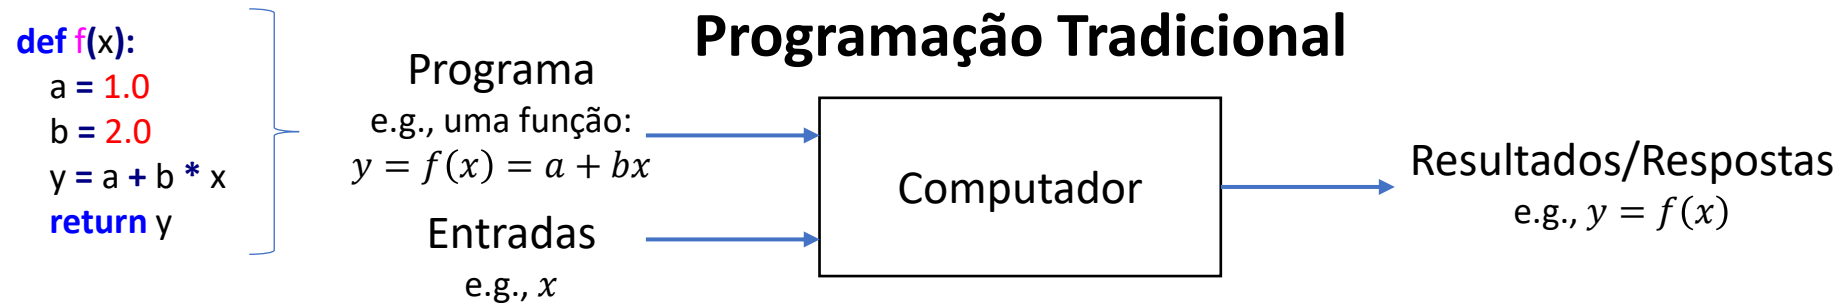 Programação Tradicional
def f(x):
a = 1.0
b = 2.0
y = a + b * x
return y
Programa
e.g., uma função:
y = f(x) = a + bx
Entradas
e.g., x
Computador
Resultados/Respostas
e.g., y = f(x)